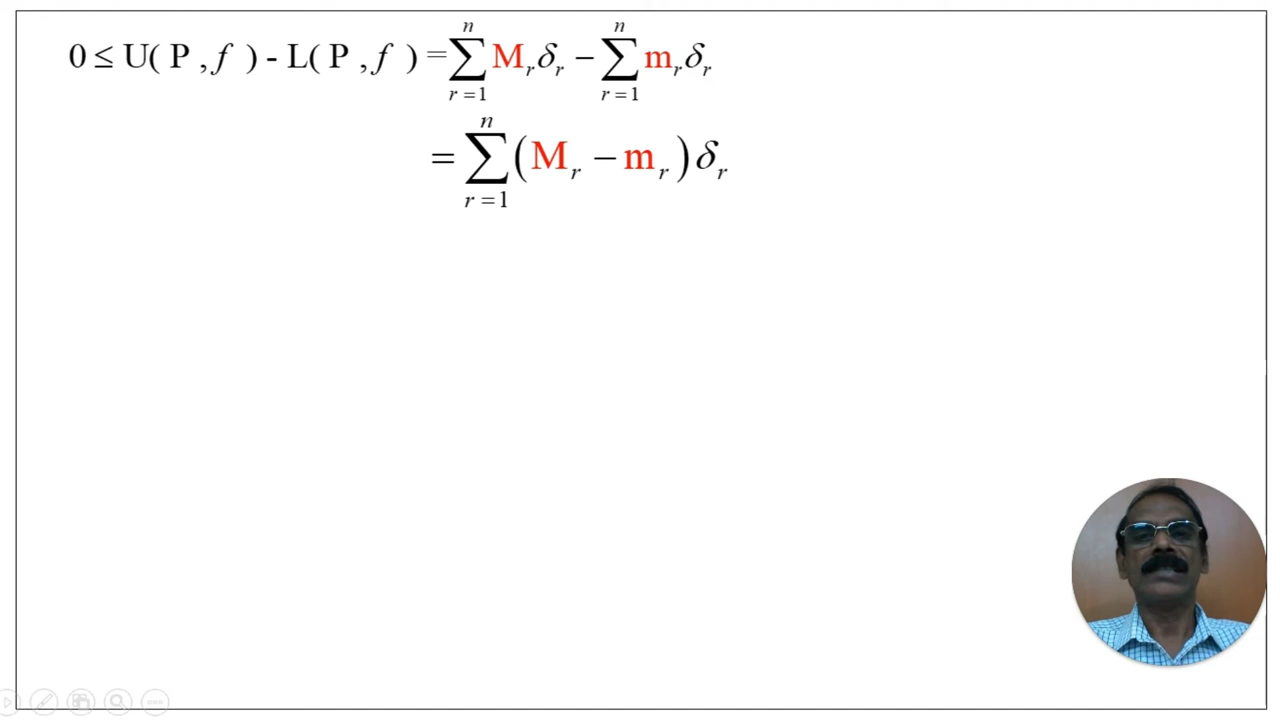 0 ≤ U( P , f ) - L( P , f ) = ∑_{r=1}^{n} M_r δ_r − ∑_{r=1}^{n} m_r δ_r
= ∑_{r=1}^{n} ( M_r − m_r ) δ_r